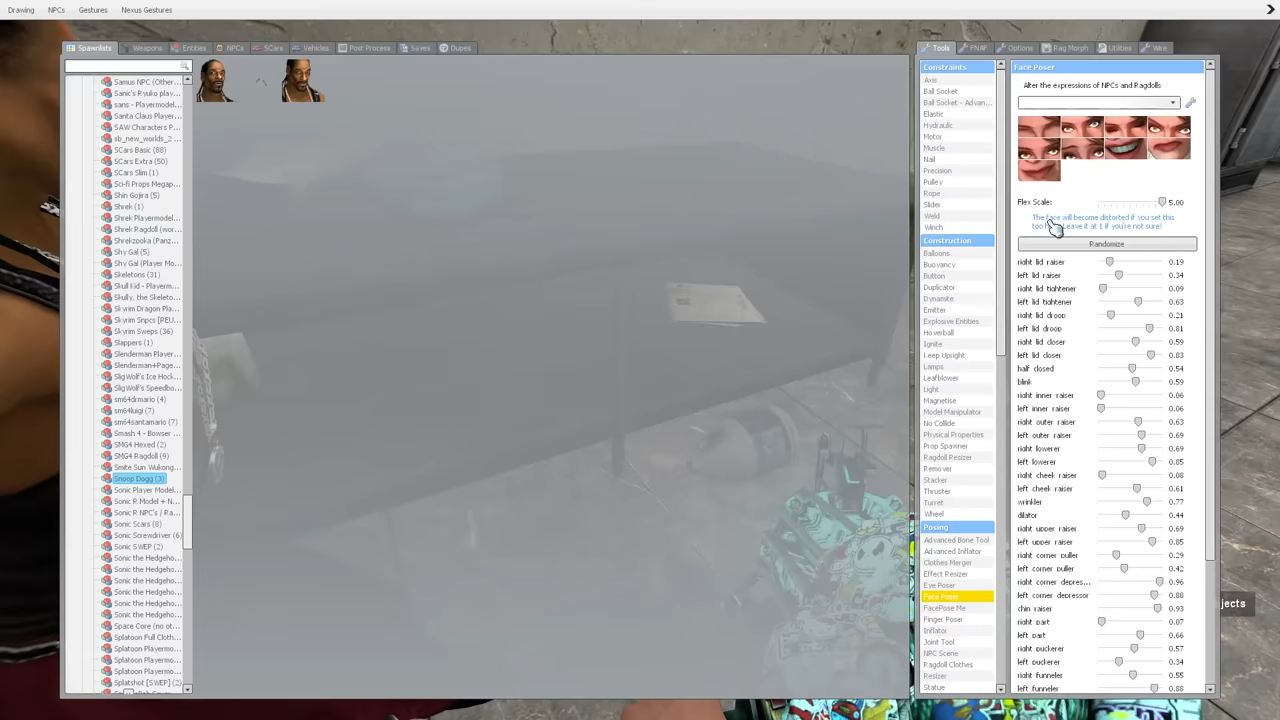 Drawing NPCs Gestures Nexus Gestures
Spawnlists Weapons Entities NPCs SCars Vehicles Post Process Saves Dupes
Samus NPC (Other...
Sanic's Ryuko play...
sans - Playermodel...
Santa Claus Player...
SAW Characters P...
sb_new_worlds_2 ...
SCars Basic (88)
SCars Extra (50)
SCars Slim (1)
Sci-fi Props Megap...
Shin Gojira (5)
Shrek (1)
Shrek Playermodel...
Shrek Ragdoll (wor...
Shrekzooka (Panz...
Shy Gal (5)
Shy Gal (Player Mo...
Skeletons (31)
Skull Kid - Playerm...
Skully, the Skeleto...
Skyrim Dragon Pla...
Skyrim Snpcs [REU...
Skyrim Sweps (36)
Slappers (1)
Slenderman Player...
Slenderman+Page...
SligWolf's Ice Hock...
SligWolf's Speedbo...
sm64drmario (4)
sm64luigi (7)
sm64santamario (7)
Smash 4 - Bowser ...
SMG4 Hexed (2)
SMG4 Ragdoll (9)
Smite Sun Wukong...
Snoop Dogg (3)
Sonic Player Model...
Sonic R Model + N...
Sonic R NPC's / Ra...
Sonic Scars (8)
Sonic Screwdriver (6)
Sonic SWEP (2)
Sonic the Hedgeho...
Sonic the Hedgeho...
Sonic the Hedgeho...
Sonic the Hedgeho...
Sonic the Hedgeho...
Sonic the Hedgeho...
Space Core (no ot...
Splatoon Full Cloth...
Splatoon Playermo...
Splatoon Playermo...
Splatoon Playermo...
Splatshot [SWEP] (2)
Tools FNAF Options Rag Morph Utilities Wire
Constraints
Axis
Ball Socket
Ball Socket - Advan...
Elastic
Hydraulic
Motor
Muscle
Nail
Precision
Pulley
Rope
Slider
Weld
Winch
Construction
Balloons
Buoyancy
Button
Duplicator
Dynamite
Emitter
Explosive Entities
Hoverball
Ignite
Keep Upright
Lamps
Leafblower
Light
Magnetise
Model Manipulator
No Collide
Physical Properties
Prop Spawner
Ragdoll Resizer
Remover
Stacker
Thruster
Turret
Wheel
Posing
Advanced Bone Tool
Advanced Inflator
Clothes Merger
Effect Resizer
Eye Poser
Face Poser
FacePose Me
Finger Poser
Inflator
Joint Tool
NPC Scene
Ragdoll Clothes
Resizer
Statue
Face Poser
Alter the expressions of NPCs and Ragdolls
Flex Scale: 5.00
The face will become distorted if you set this
too Leave it at 1 if you're not sure!
Randomize
right lid raiser 0.19
left lid raiser 0.34
right lid tightener 0.09
left lid tightener 0.63
right lid droop 0.21
left lid droop 0.81
right lid closer 0.59
left lid closer 0.83
half closed 0.54
blink 0.59
right inner raiser 0.06
left inner raiser 0.06
right outer raiser 0.63
left outer raiser 0.69
right lowerer 0.69
left lowerer 0.85
right cheek raiser 0.08
left cheek raiser 0.61
wrinkler 0.77
dilator 0.44
right upper raiser 0.69
left upper raiser 0.85
right corner puller 0.29
left corner puller 0.42
right corner depres... 0.96
left corner depressor 0.88
chin raiser 0.93
right part 0.07
left part 0.66
right puckerer 0.57
left puckerer 0.34
right funneler 0.55
left funneler 0.88
jects